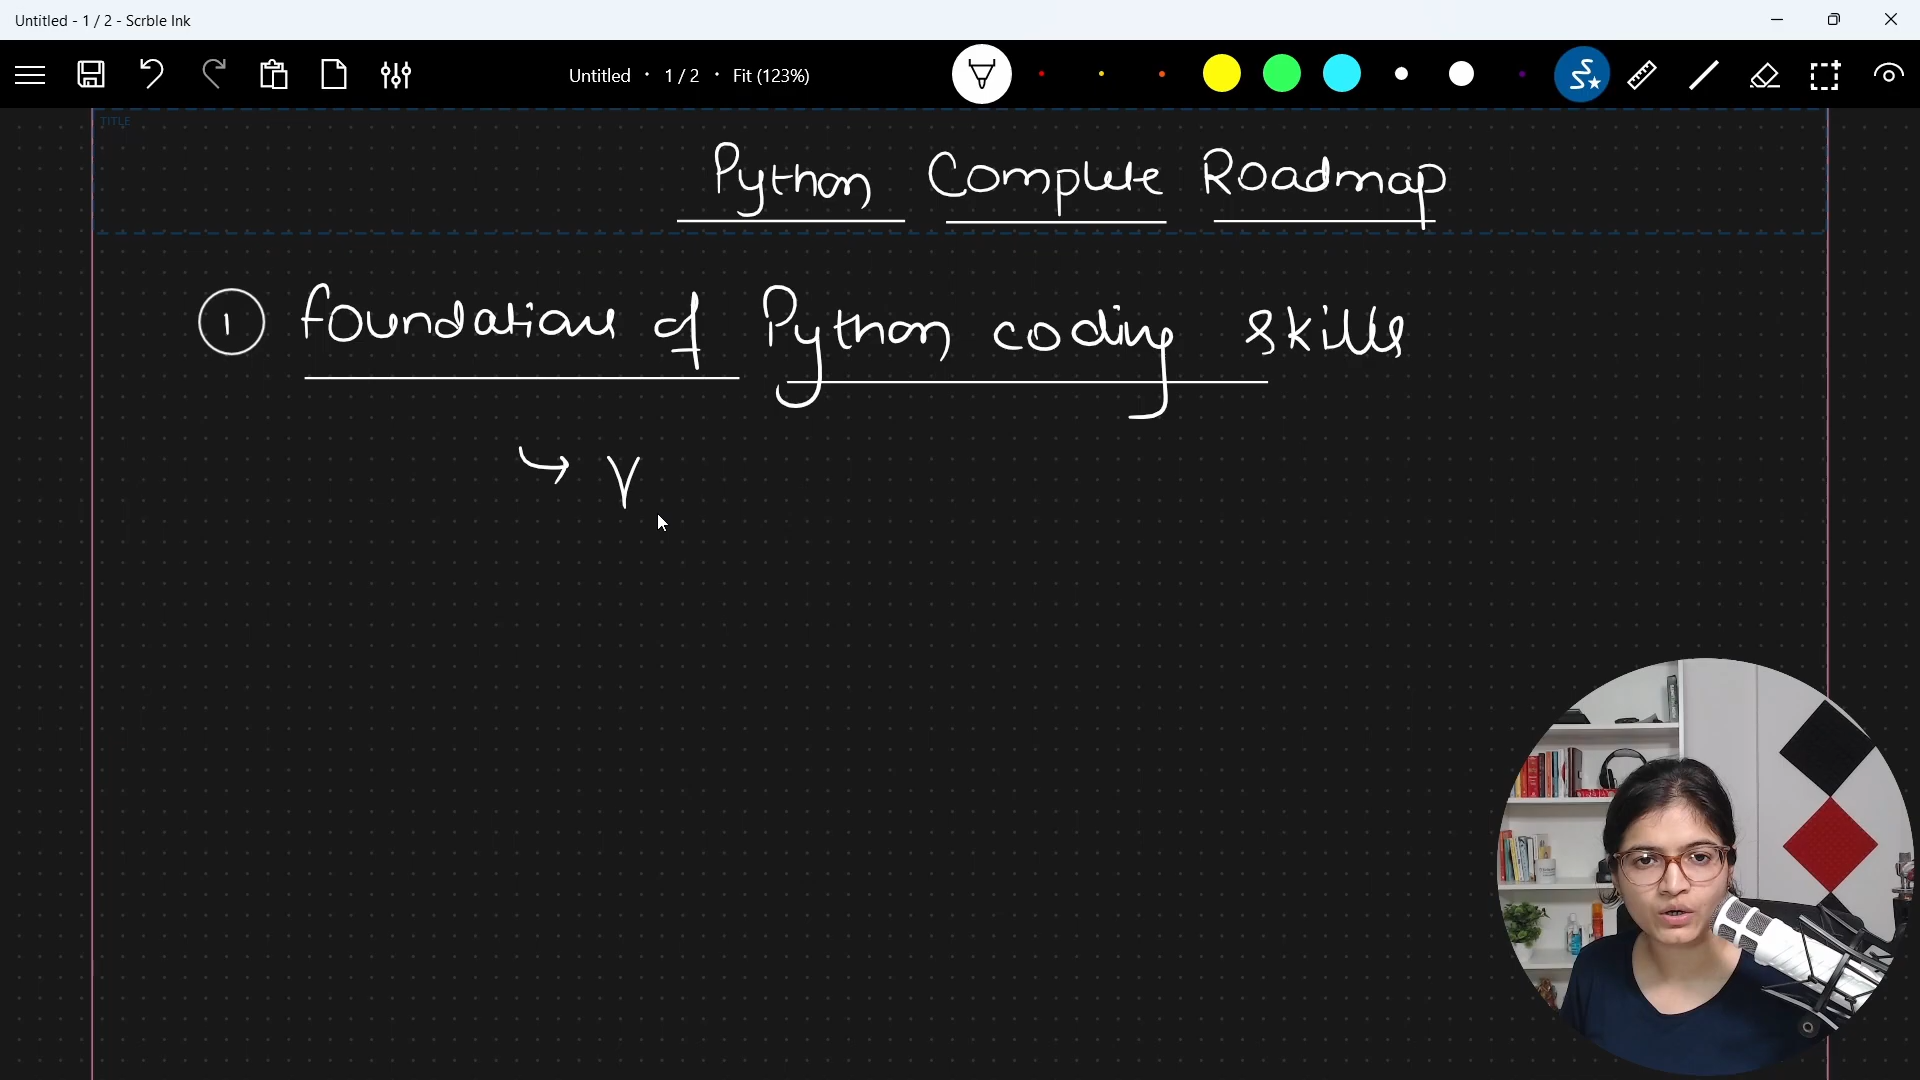 Untitled - 1 / 2 - Scrble Ink
Untitled · 1 / 2 · Fit (123%)
TITLE
Python Complete Roadmap
1 foundations of Python coding skills
→ V